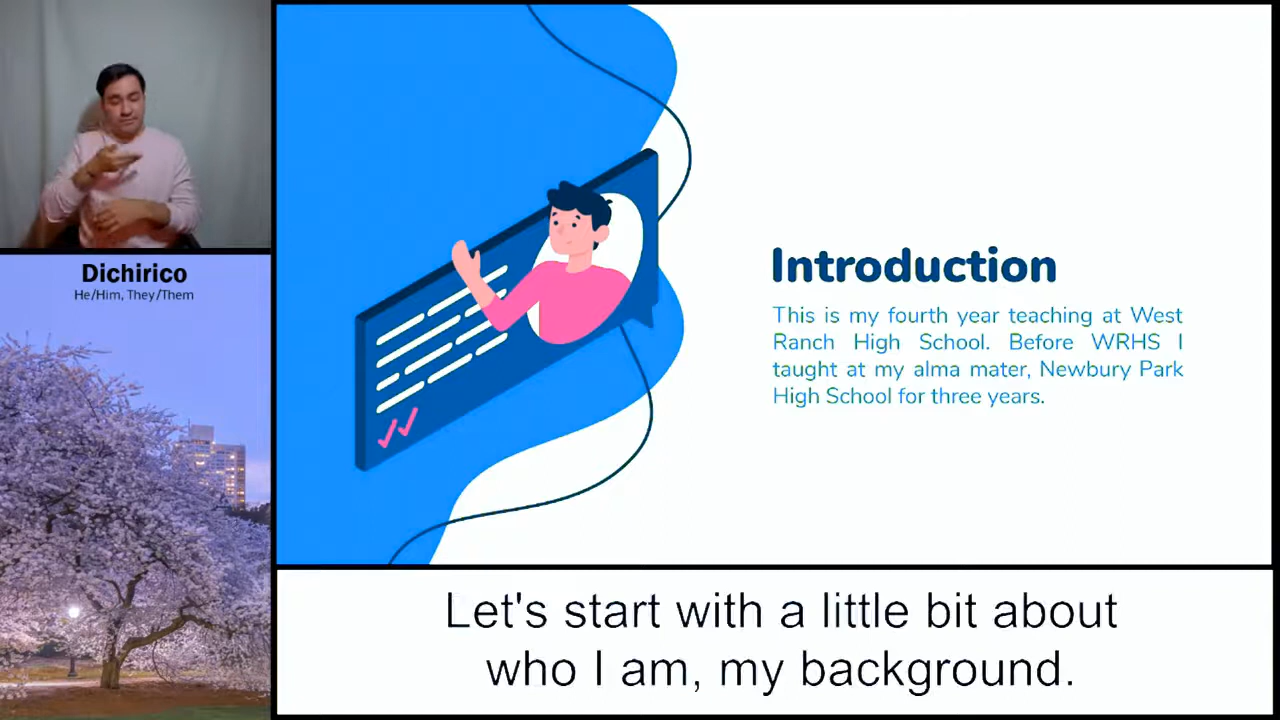 Dichirico
He/Him, They/Them
Introduction
This is my fourth year teaching at West
Ranch High School. Before WRHS I
taught at my alma mater, Newbury Park
High School for three years.
Let's start with a little bit about
who I am, my background.